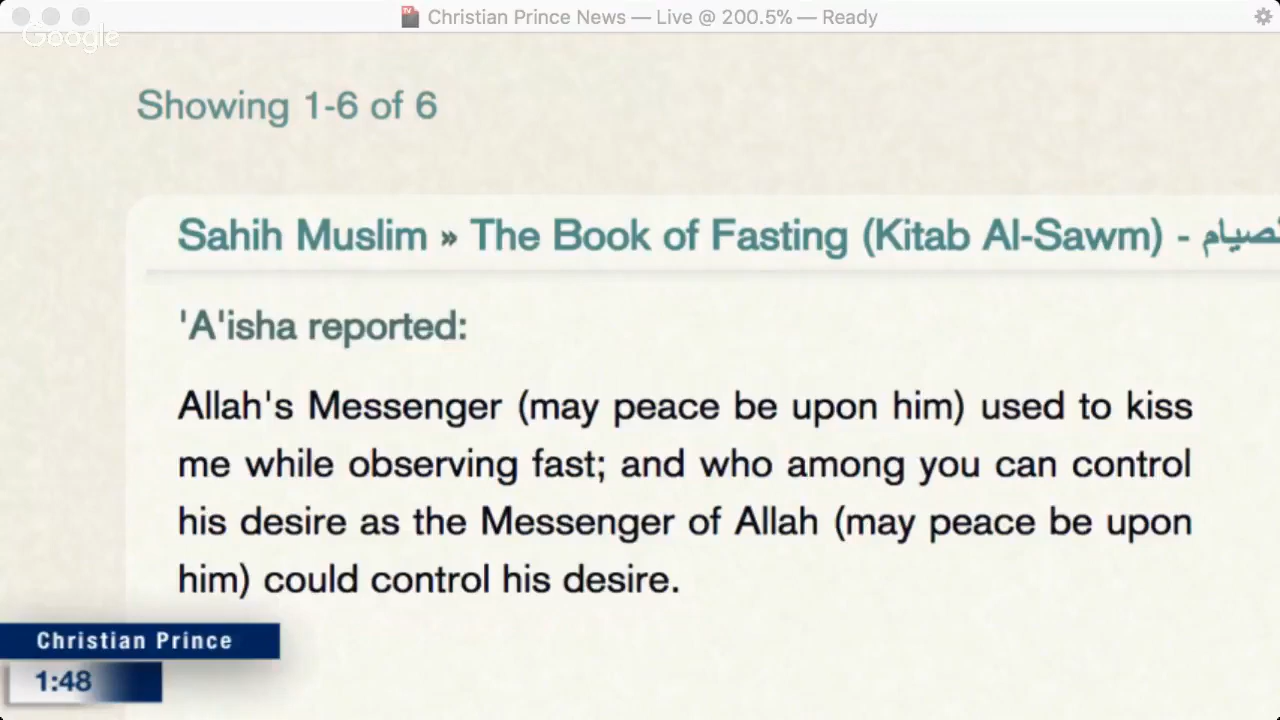 Christian Prince News — Live @ 200.5% — Ready
Google
Showing 1-6 of 6
Sahih Muslim » The Book of Fasting (Kitab Al-Sawm) -
'A'isha reported:
Allah's Messenger (may peace be upon him) used to kiss
me while observing fast; and who among you can control
his desire as the Messenger of Allah (may peace be upon
him) could control his desire.
Christian Prince
1:48